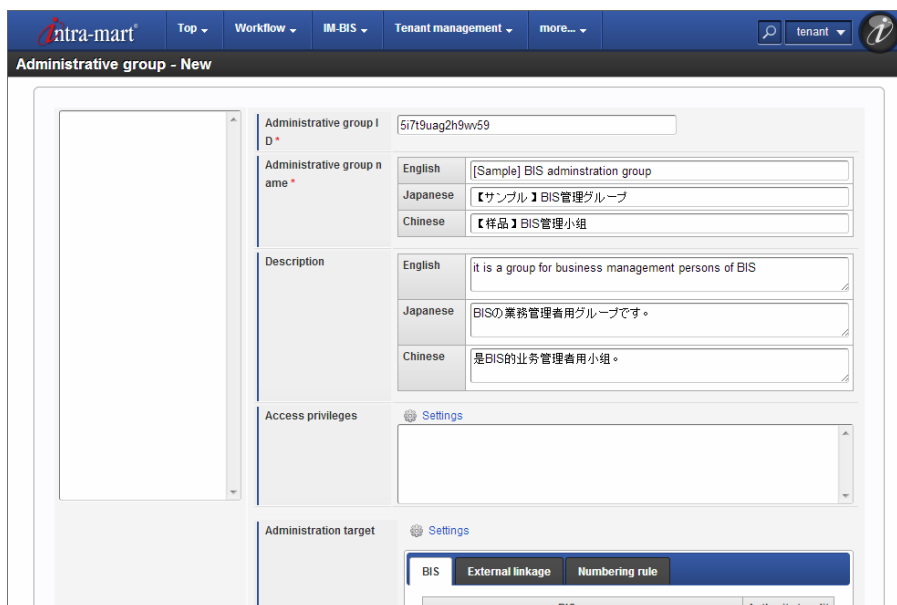 intra-mart
Top Workflow IM-BIS Tenant management more... tenant
Administrative group - New
Administrative group I
D *
5i7t9uag2h9wv59
Administrative group n
ame *
English [Sample] BIS adminstration group
Japanese 【サンプル】BIS管理グループ
Chinese 【样品】BIS管理小组
Description
English it is a group for business management persons of BIS
Japanese BISの業務管理者用グループです。
Chinese 是BIS的业务管理者用小组。
Access privileges Settings
Administration target Settings
BIS External linkage Numbering rule